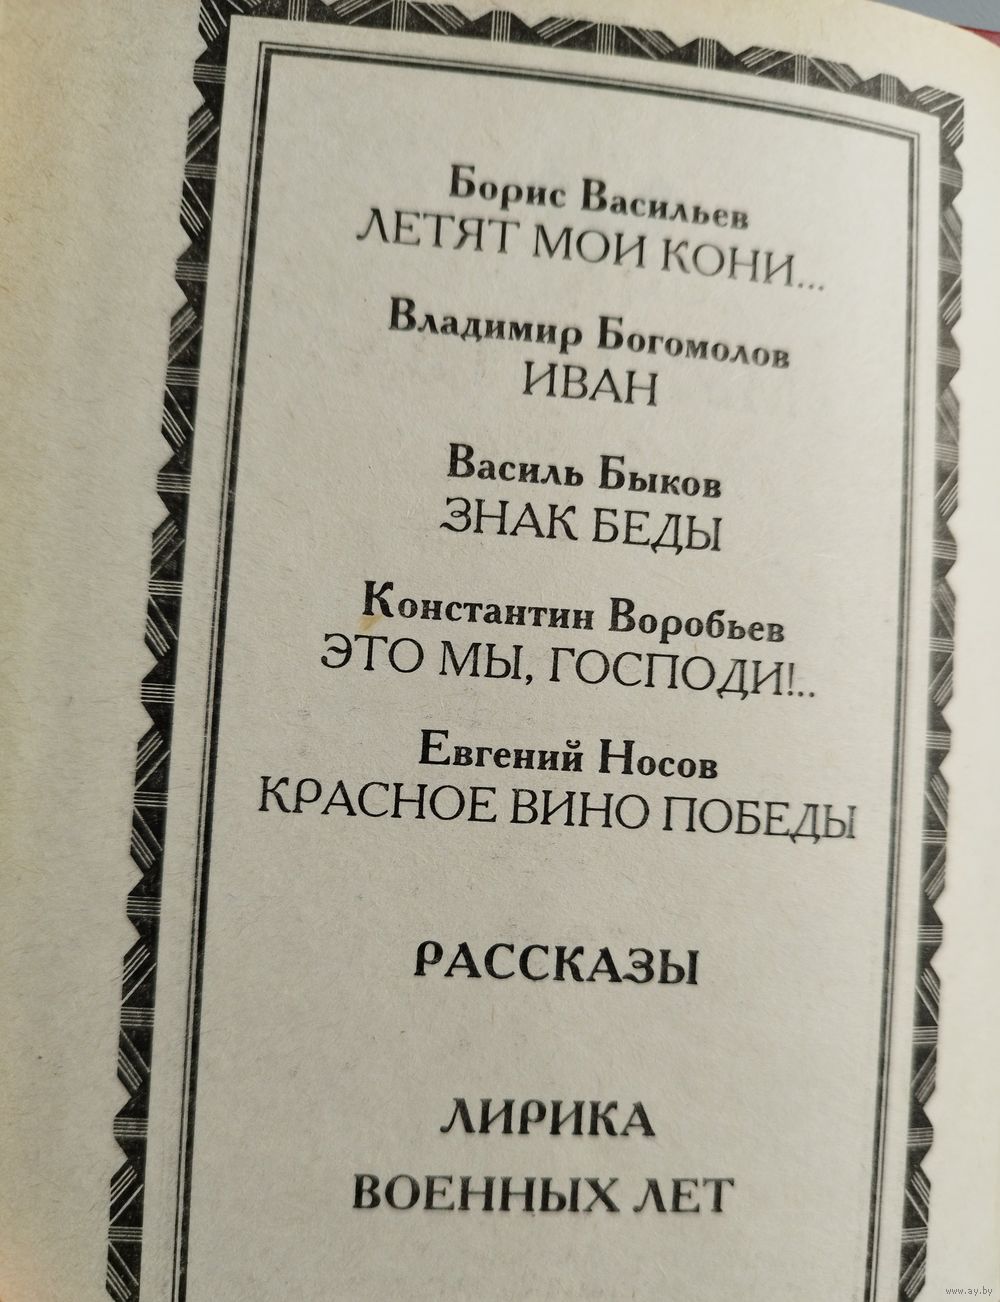 Борис Васильев
ЛЕТЯТ МОИ КОНИ...
Владимир Богомолов
ИВАН
Василь Быков
ЗНАК БЕДЫ
Константин Воробьев
ЭТО МЫ, ГОСПОДИ!..
Евгений Носов
КРАСНОЕ ВИНО ПОБЕДЫ
РАССКАЗЫ
ЛИРИКА
ВОЕННЫХ ЛЕТ
www.ay.by